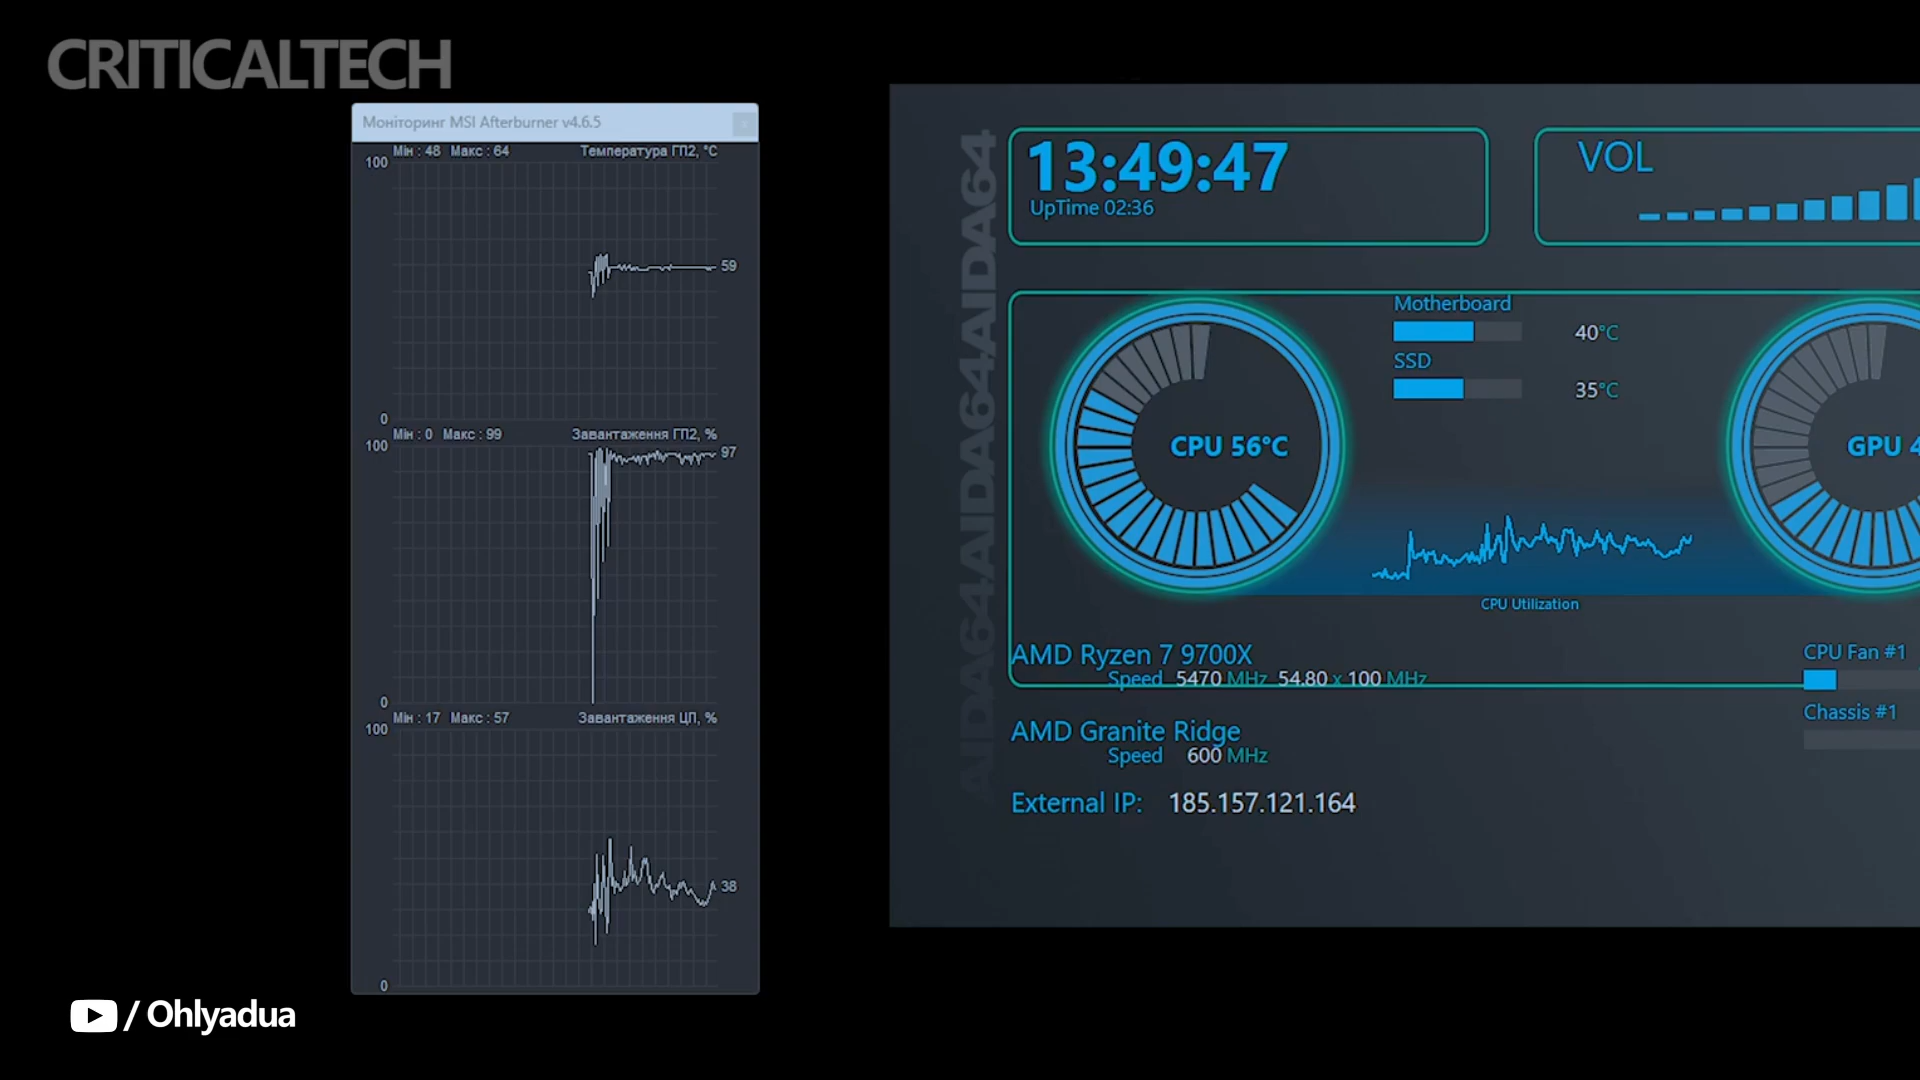 CRITICALTECH
Моніторинг MSI Afterburner v4.6.5
Мін : 48 Макс : 64 Температура ГП2, °C
100
59
0
Мін : 0 Макс : 99 Завантаження ГП2, %
100
97
0
Мін : 17 Макс : 57 Завантаження ЦП, %
100
38
0
/ Ohlyadua
AIDA64AIDA64AIDA64AIDA64
13:49:47
UpTime 02:36
VOL
CPU 56°C
Motherboard
40°C
SSD
35°C
GPU 4
CPU Utilization
AMD Ryzen 7 9700X
Speed 5470 MHz 54.80 x 100 MHz
CPU Fan #1
Chassis #1
AMD Granite Ridge
Speed 600 MHz
External IP: 185.157.121.164